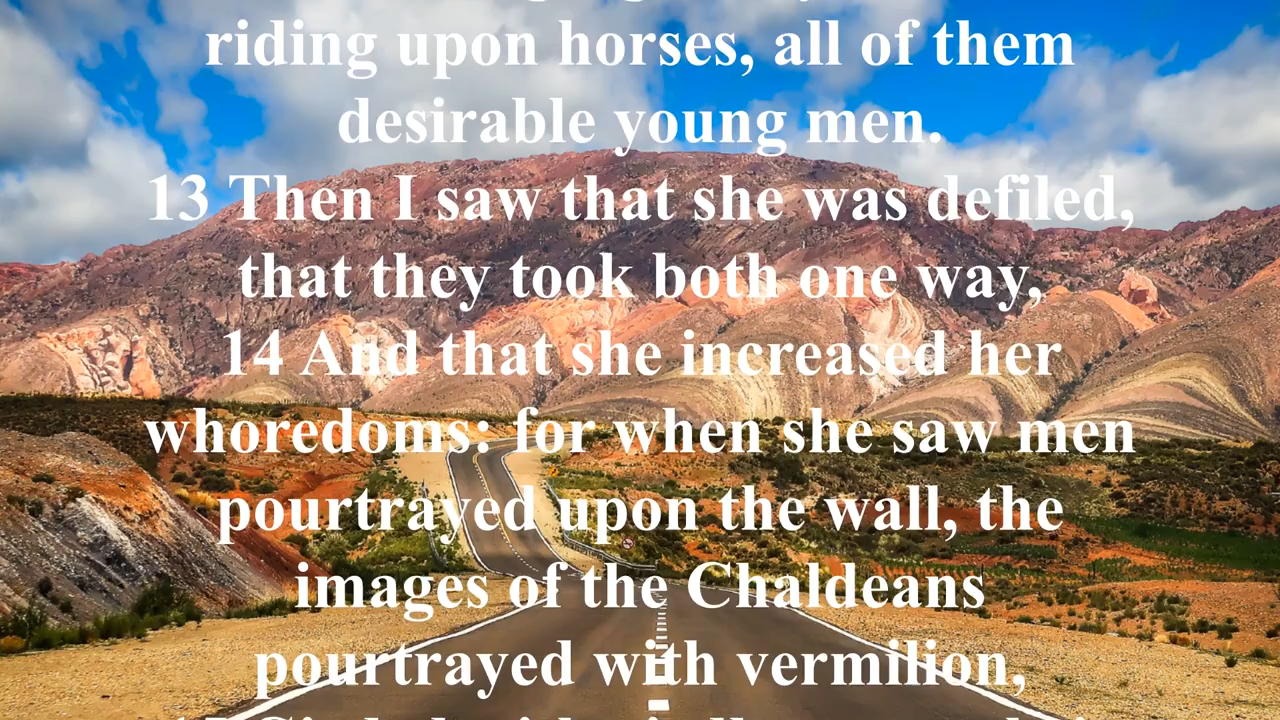 riding upon horses, all of them
desirable young men.
13 Then I saw that she was defiled,
that they took both one way,
14 And that she increased her
whoredoms: for when she saw men
pourtrayed upon the wall, the
images of the Chaldeans
pourtrayed with vermilion,